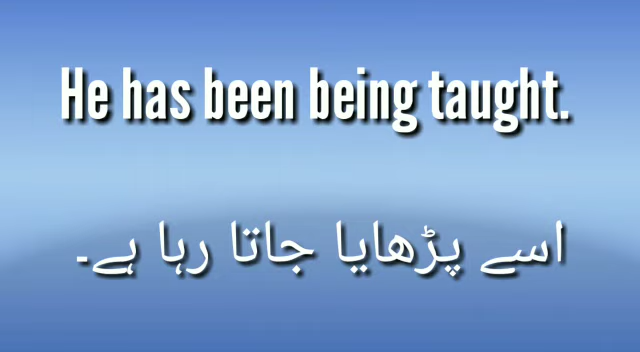 He has been being taught.
اسے پڑھایا جاتا رہا ہے۔